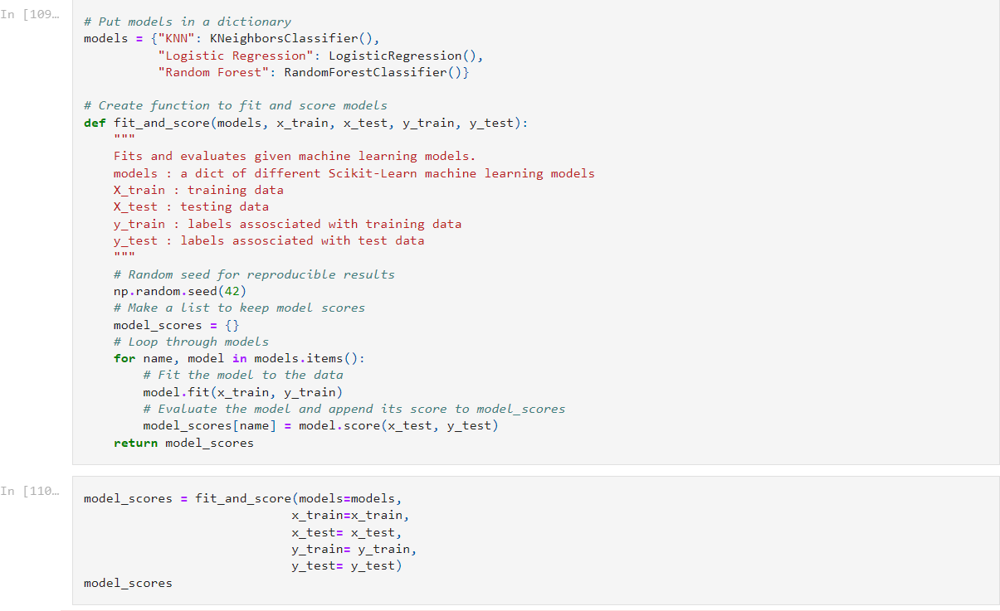 In [109…
# Put models in a dictionary
models = {"KNN": KNeighborsClassifier(),
          "Logistic Regression": LogisticRegression(),
          "Random Forest": RandomForestClassifier()}
# Create function to fit and score models
def fit_and_score(models, x_train, x_test, y_train, y_test):
    """
    Fits and evaluates given machine learning models.
    models : a dict of different Scikit-Learn machine learning models
    X_train : training data
    X_test : testing data
    y_train : labels assosciated with training data
    y_test : labels assosciated with test data
    """
    # Random seed for reproducible results
    np.random.seed(42)
    # Make a list to keep model scores
    model_scores = {}
    # Loop through models
    for name, model in models.items():
        # Fit the model to the data
        model.fit(x_train, y_train)
        # Evaluate the model and append its score to model_scores
        model_scores[name] = model.score(x_test, y_test)
    return model_scores
In [110…
model_scores = fit_and_score(models=models,
                            x_train=x_train,
                            x_test= x_test,
                            y_train= y_train,
                            y_test= y_test)
model_scores